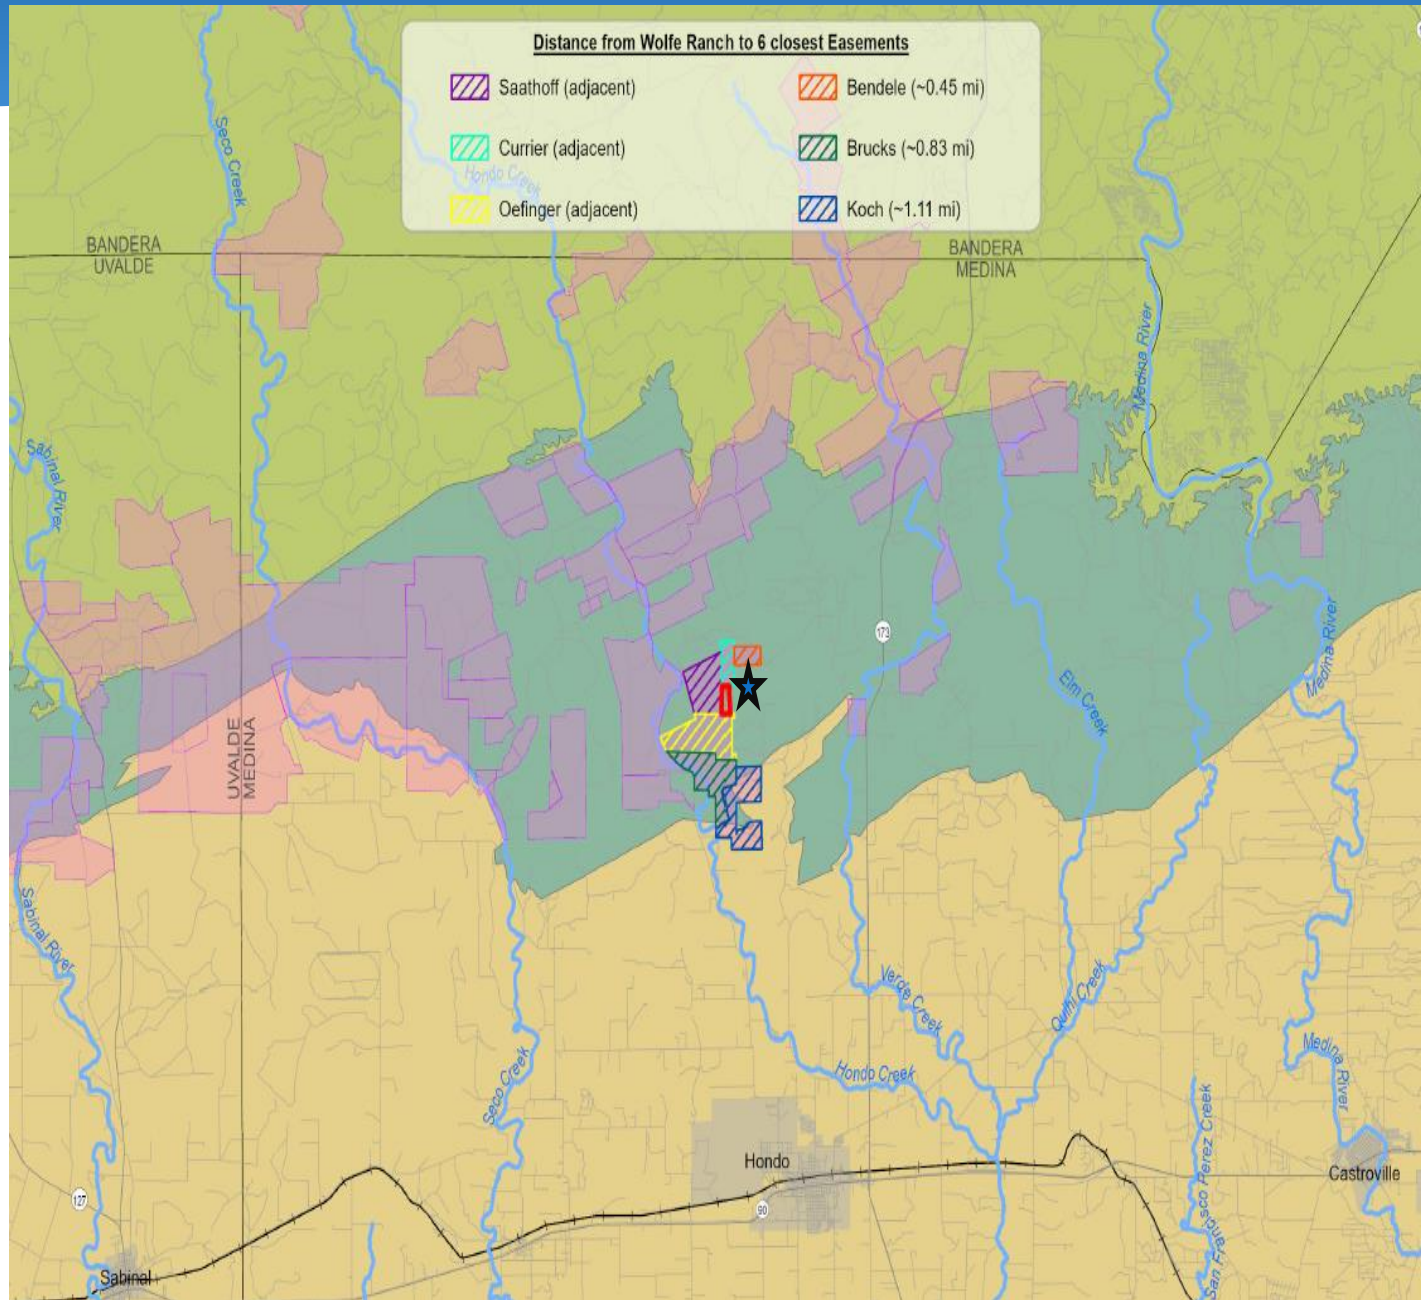 Distance from Wolfe Ranch to 6 closest Easements
Saathoff (adjacent)
Bendele (~0.45 mi)
Currier (adjacent)
Brucks (~0.83 mi)
Oefinger (adjacent)
Koch (~1.11 mi)
Seco Creek
Hondo Creek
BANDERA
UVALDE
BANDERA
MEDINA
Medina River
Sabinal River
173
Medina River
Elm Creek
UVALDE
MEDINA
Sabinal River
Verde Creek
Quihi Creek
Seco Creek
Hondo Creek
Medina River
San Francisco Perez Creek
Hondo
Castroville
127
90
Sabinal